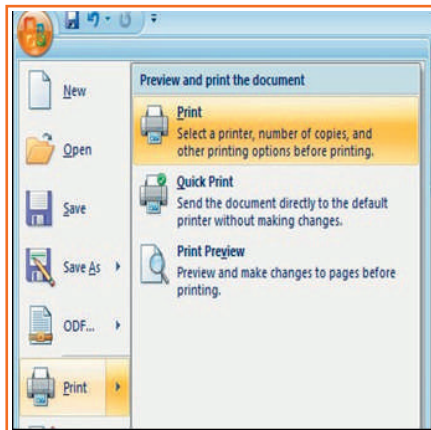 New
Open
Save
Save As
ODF...
Print
Preview and print the document
Print
Select a printer, number of copies, and
other printing options before printing.
Quick Print
Send the document directly to the default
printer without making changes.
Print Preview
Preview and make changes to pages before
printing.